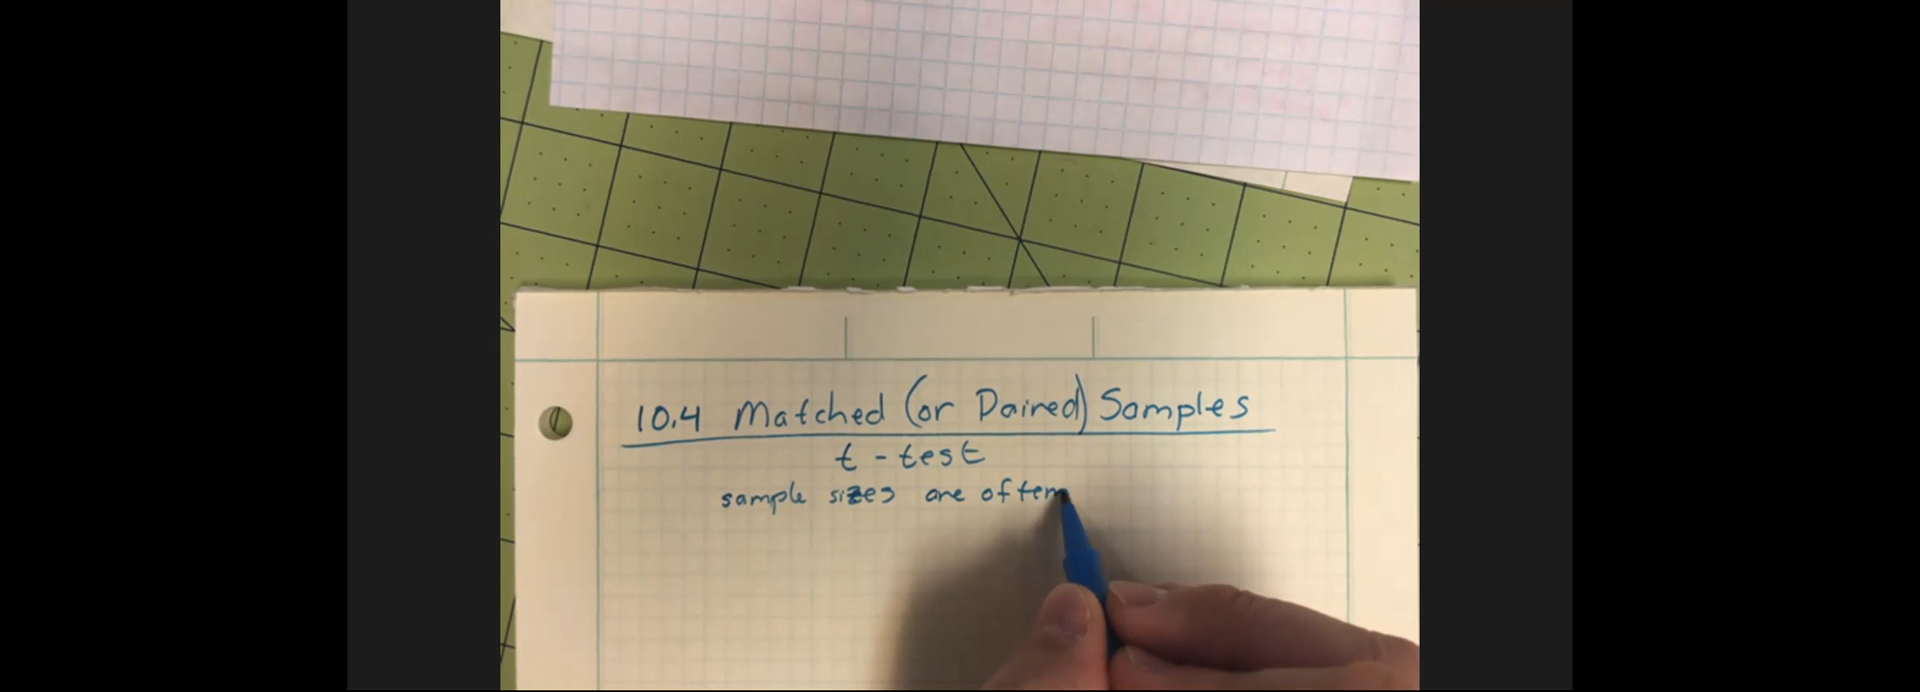 10.4 Matched (or Paired) Samples
t - test
sample sizes are often